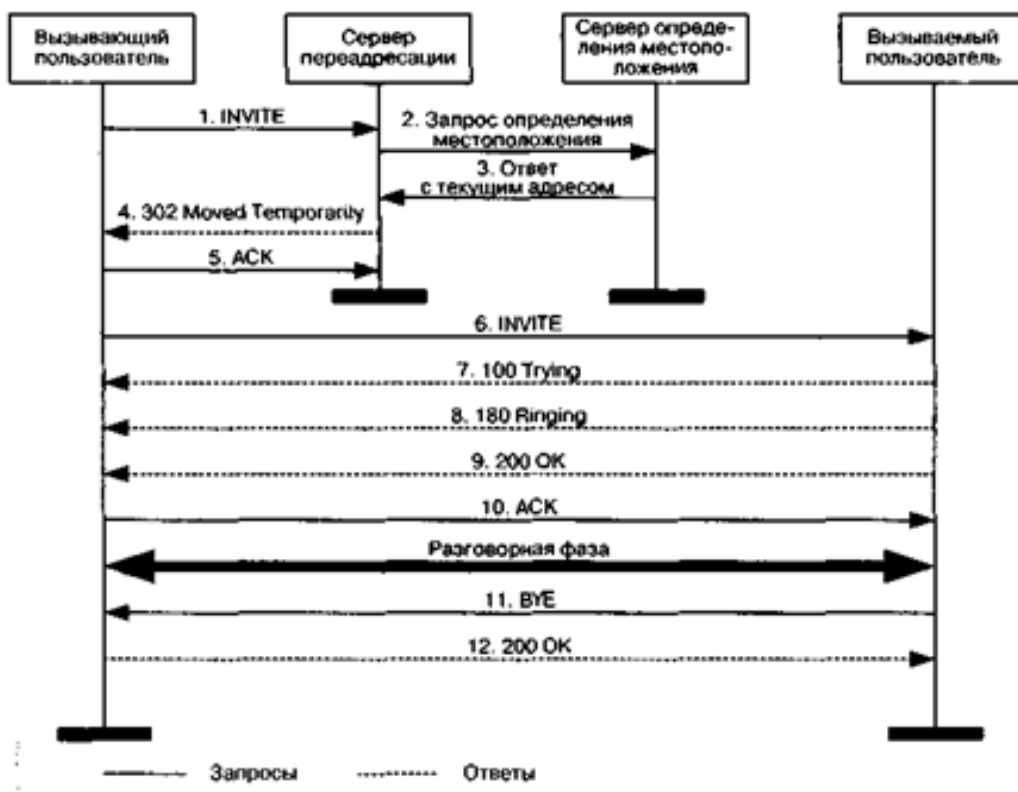 Вызывающий
пользователь
Сервер
переадресации
Сервер опреде-
ления местопо-
ложения
Вызываемый
пользователь
1. INVITE
2. Запрос определения
местоположения
3. Ответ
с текущим адресом
4. 302 Moved Temporarily
5. ACK
6. INVITE
7. 100 Trying
8. 180 Ringing
9. 200 OK
10. ACK
Разговорная фаза
11. BYE
12. 200 OK
Запросы
Ответы